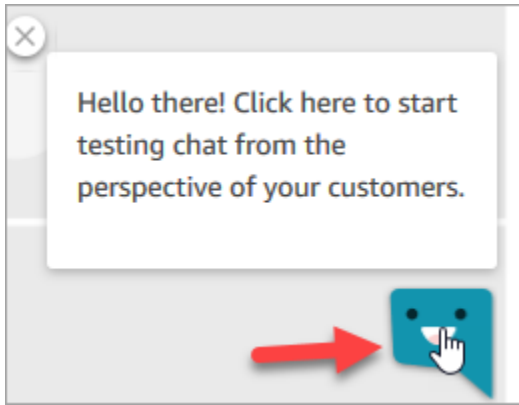 Hello there! Click here to start
testing chat from the
perspective of your customers.